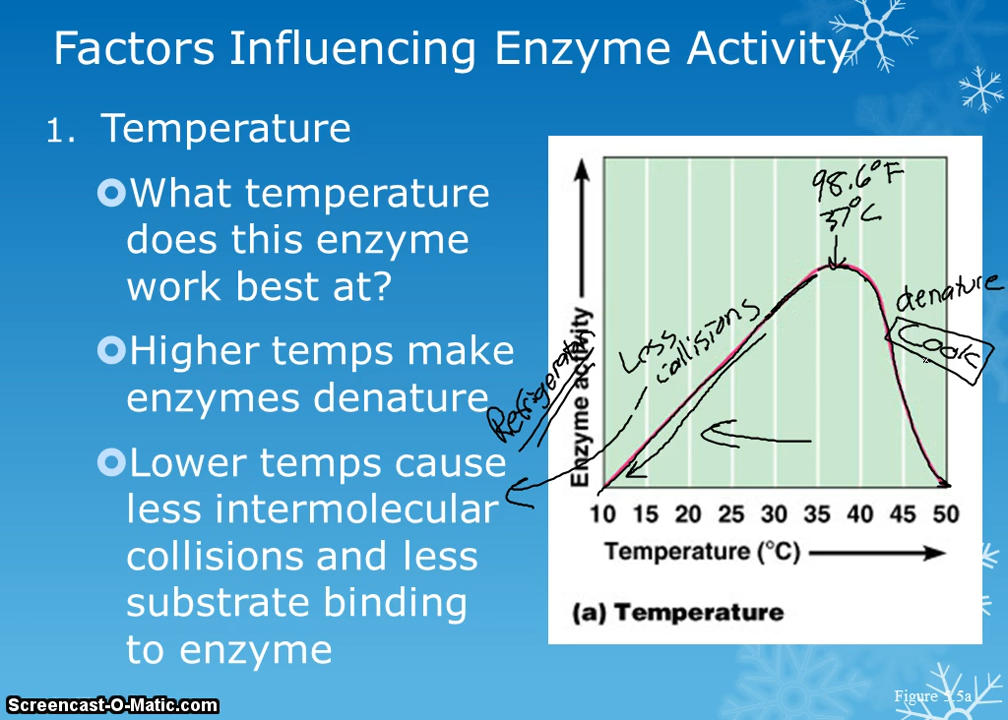 Factors Influencing Enzyme Activity
1. Temperature
What temperature
does this enzyme
work best at?
Higher temps make
enzymes denature
Lower temps cause
less intermolecular
collisions and less
substrate binding
to enzyme
98.6°F
37°C
denature
Cook
Less
collisions
Enzyme activity
10 15 20 25 30 35 40 45 50
Temperature (°C)
(a) Temperature
Screencast-O-Matic.com